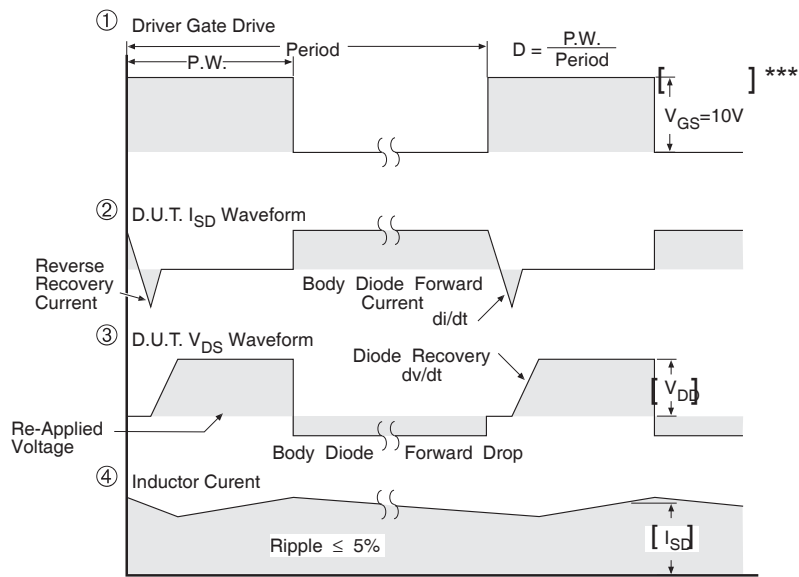 ① Driver Gate Drive
Period
P.W.
D = P.W. / Period
[ ] ***
V_GS=10V
② D.U.T. I_SD Waveform
Reverse
Recovery
Current
Body Diode Forward
Current
di/dt
③ D.U.T. V_DS Waveform
Diode Recovery
dv/dt
[ V_DD ]
Re-Applied
Voltage
Body Diode Forward Drop
④ Inductor Curent
Ripple ≤ 5%
[ I_SD ]